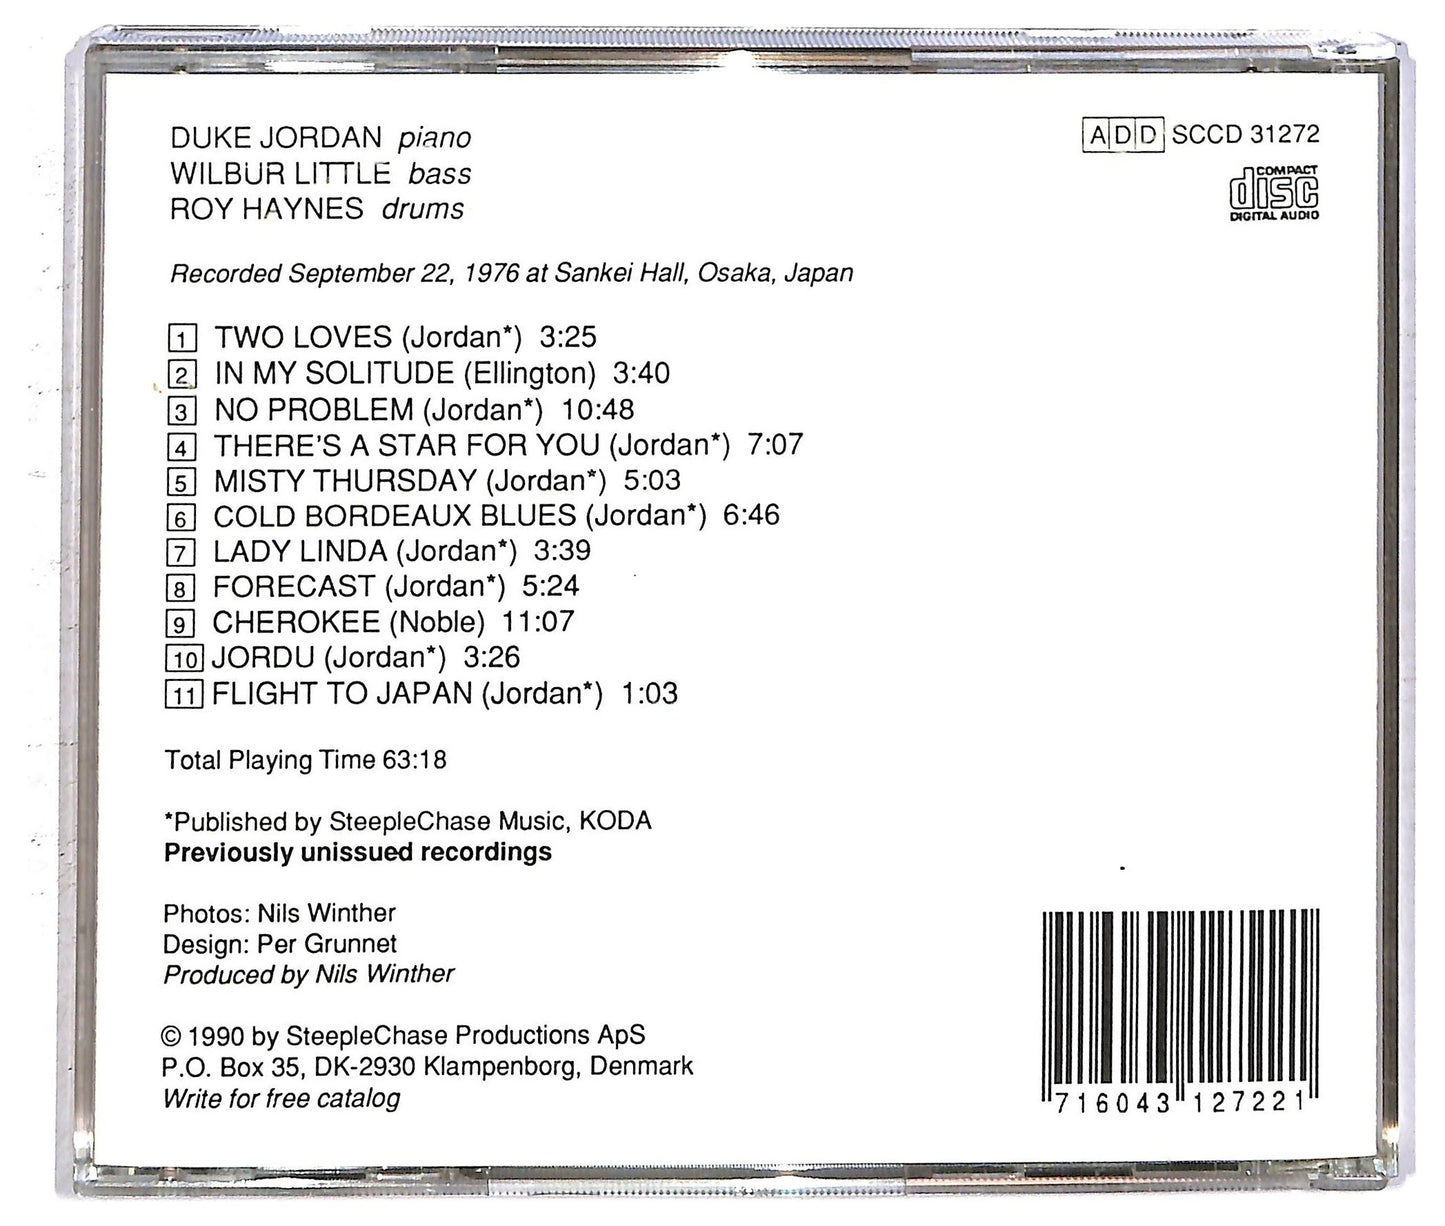 DUKE JORDAN piano
WILBUR LITTLE bass
ROY HAYNES drums
ADD SCCD 31272
COMPACT
disc
DIGITAL AUDIO
Recorded September 22, 1976 at Sankei Hall, Osaka, Japan
1 TWO LOVES (Jordan*) 3:25
2 IN MY SOLITUDE (Ellington) 3:40
3 NO PROBLEM (Jordan*) 10:48
4 THERE'S A STAR FOR YOU (Jordan*) 7:07
5 MISTY THURSDAY (Jordan*) 5:03
6 COLD BORDEAUX BLUES (Jordan*) 6:46
7 LADY LINDA (Jordan*) 3:39
8 FORECAST (Jordan*) 5:24
9 CHEROKEE (Noble) 11:07
10 JORDU (Jordan*) 3:26
11 FLIGHT TO JAPAN (Jordan*) 1:03
Total Playing Time 63:18
*Published by SteepleChase Music, KODA
Previously unissued recordings
Photos: Nils Winther
Design: Per Grunnet
Produced by Nils Winther
© 1990 by SteepleChase Productions ApS
P.O. Box 35, DK-2930 Klampenborg, Denmark
Write for free catalog
716043 127221